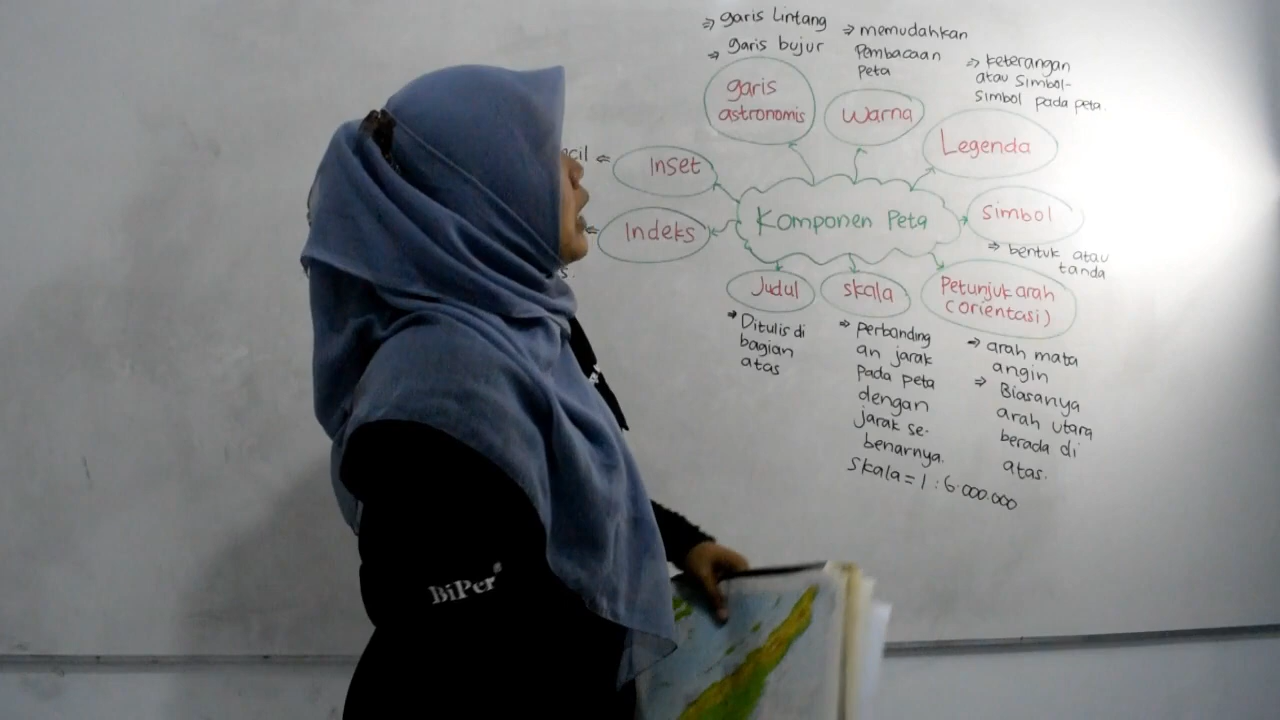 ⇒ garis Lintang
⇒ garis bujur
garis
astronomis
⇒ memudahkan
Pembacaan
Peta
Warna
⇒ keterangan
atau simbol-
simbol pada peta.
Legenda
Inset
Indeks
Komponen Peta
simbol
⇒ bentuk atau
tanda
Judul
⇒ Ditulis di
bagian
atas
skala
⇒ perbanding
an jarak
pada peta
dengan
jarak se-
benarnya.
skala = 1 : 6.000.000
Petunjuk arah
(orientasi)
⇒ arah mata
angin
⇒ Biasanya
arah utara
berada di
atas.
BiPer